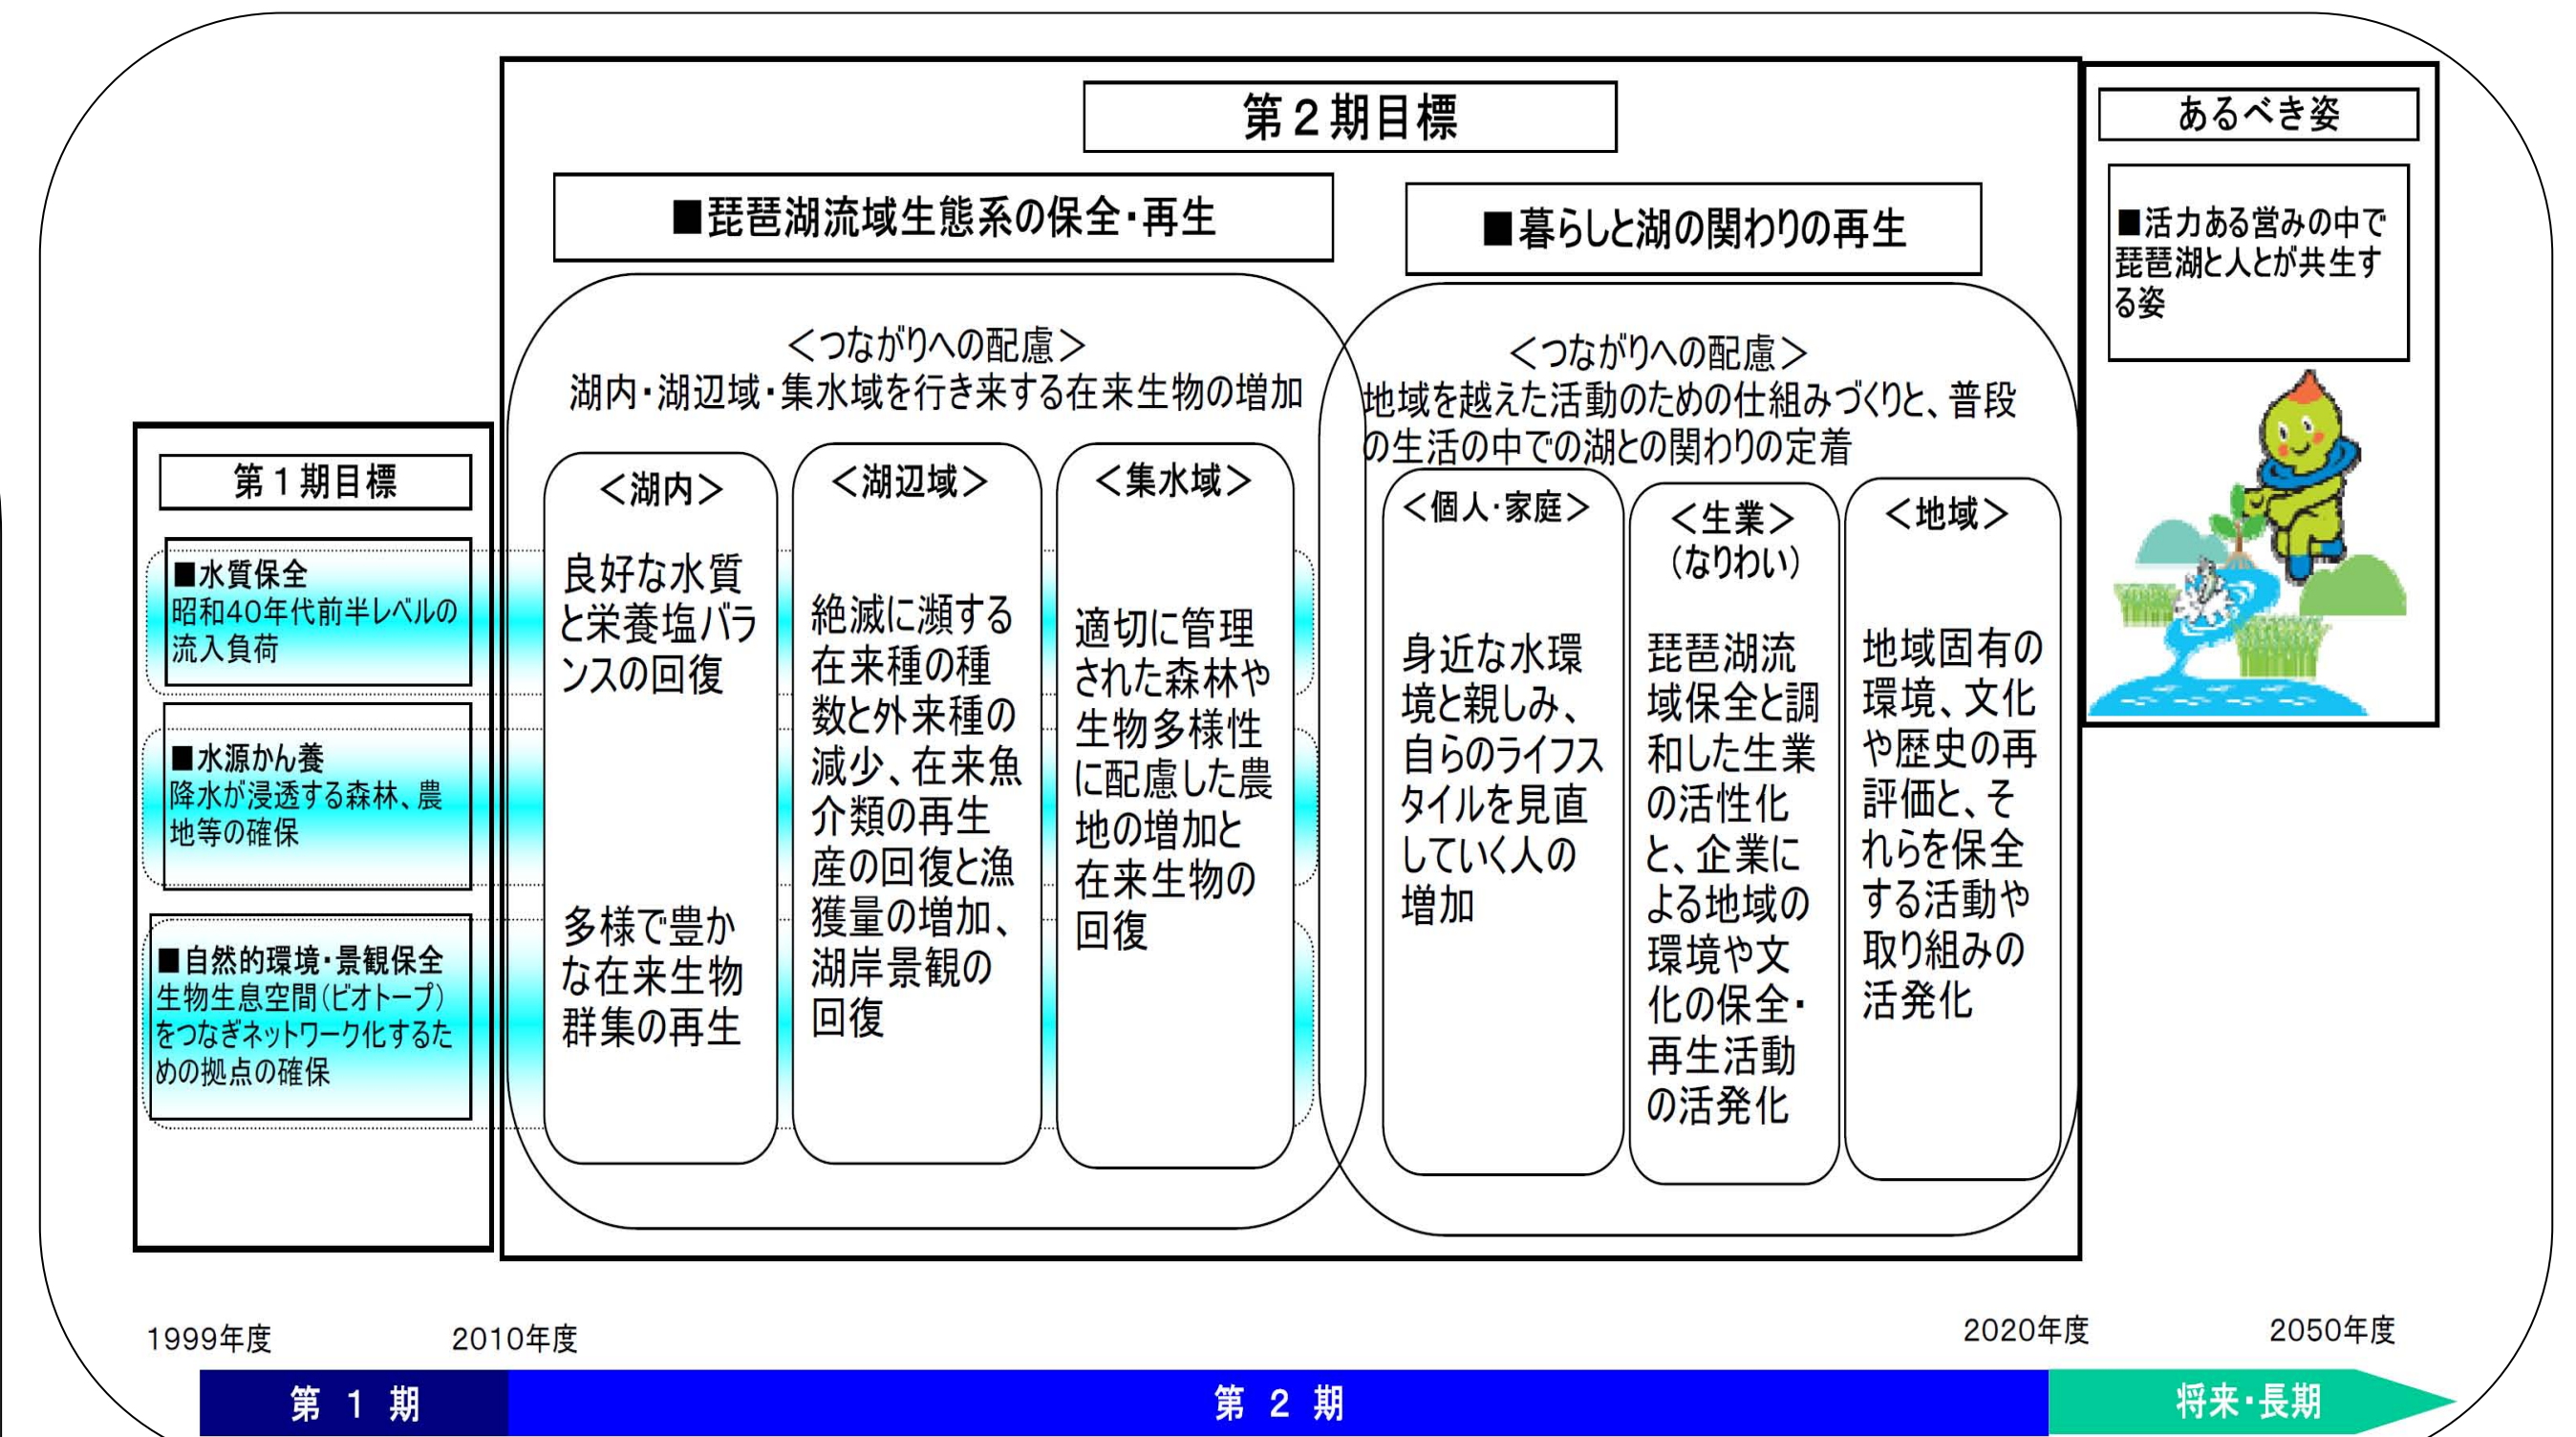 第２期目標
あるべき姿
■活力ある営みの中で
琵琶湖と人とが共生す
る姿
■琵琶湖流域生態系の保全・再生
＜つながりへの配慮＞
湖内・湖辺域・集水域を行き来する在来生物の増加
■暮らしと湖の関わりの再生
＜つながりへの配慮＞
地域を越えた活動のための仕組みづくりと、普段
の生活の中での湖との関わりの定着
第１期目標
■水質保全
昭和40年代前半レベルの
流入負荷
■水源かん養
降水が浸透する森林、農
地等の確保
■自然的環境・景観保全
生物生息空間（ビオトープ）
をつなぎネットワーク化するた
めの拠点の確保
＜湖内＞
良好な水質
と栄養塩バラ
ンスの回復
多様で豊か
な在来生物
群集の再生
＜湖辺域＞
絶滅に瀕する
在来種の種
数と外来種の
減少、在来魚
介類の再生
産の回復と漁
獲量の増加、
湖岸景観の
回復
＜集水域＞
適切に管理
された森林や
生物多様性
に配慮した農
地の増加と
在来生物の
回復
＜個人・家庭＞
身近な水環
境と親しみ、
自らのライフス
タイルを見直
していく人の
増加
＜生業＞
（なりわい）
琵琶湖流
域保全と調
和した生業
の活性化
と、企業に
よる地域の
環境や文
化の保全・
再生活動
の活発化
＜地域＞
地域固有の
環境、文化
や歴史の再
評価と、そ
れらを保全
する活動や
取り組みの
活発化
1999年度
2010年度
2020年度
2050年度
第 １ 期
第 ２ 期
将来・長期